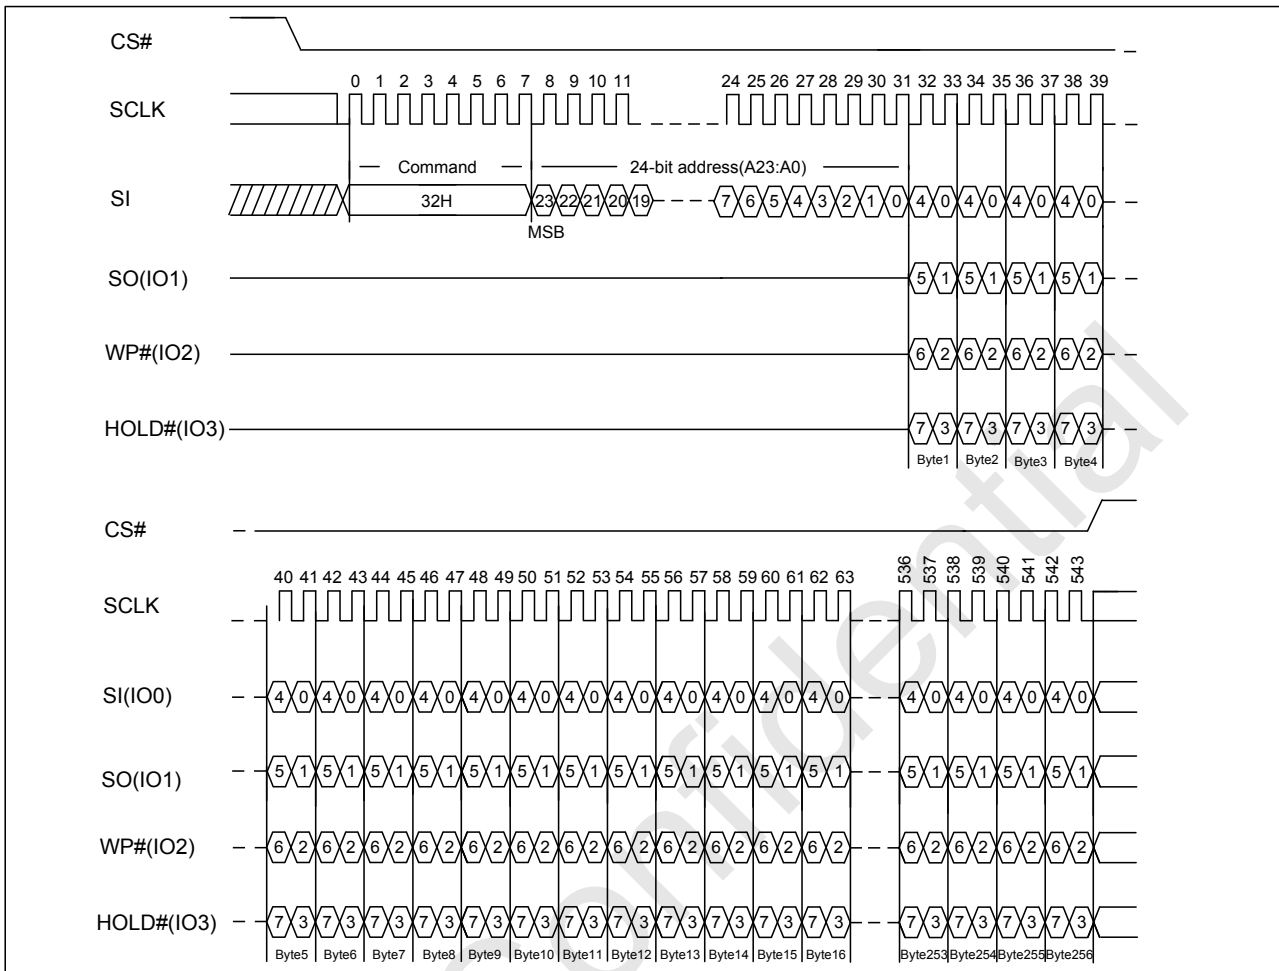 CS#
0 1 2 3 4 5 6 7 8 9 10 11 24 25 26 27 28 29 30 31 32 33 34 35 36 37 38 39
SCLK
Command 24-bit address(A23:A0)
SI 32H 23 22 21 20 19 7 6 5 4 3 2 1 0 4 0 4 0 4 0 4 0
MSB
SO(IO1) 5 1 5 1 5 1 5 1
WP#(IO2) 6 2 6 2 6 2 6 2
HOLD#(IO3) 7 3 7 3 7 3 7 3
Byte1 Byte2 Byte3 Byte4
CS#
40 41 42 43 44 45 46 47 48 49 50 51 52 53 54 55 56 57 58 59 60 61 62 63 536 537 538 539 540 541 542 543
SCLK
SI(IO0) 4 0 4 0 4 0 4 0 4 0 4 0 4 0 4 0 4 0 4 0 4 0 4 0 4 0 4 0 4 0 4 0
SO(IO1) 5 1 5 1 5 1 5 1 5 1 5 1 5 1 5 1 5 1 5 1 5 1 5 1 5 1 5 1 5 1 5 1
WP#(IO2) 6 2 6 2 6 2 6 2 6 2 6 2 6 2 6 2 6 2 6 2 6 2 6 2 6 2 6 2 6 2 6 2
HOLD#(IO3) 7 3 7 3 7 3 7 3 7 3 7 3 7 3 7 3 7 3 7 3 7 3 7 3 7 3 7 3 7 3 7 3
Byte5 Byte6 Byte7 Byte8 Byte9 Byte10 Byte11 Byte12 Byte13 Byte14 Byte15 Byte16 Byte253 Byte254 Byte255 Byte256
Confidential